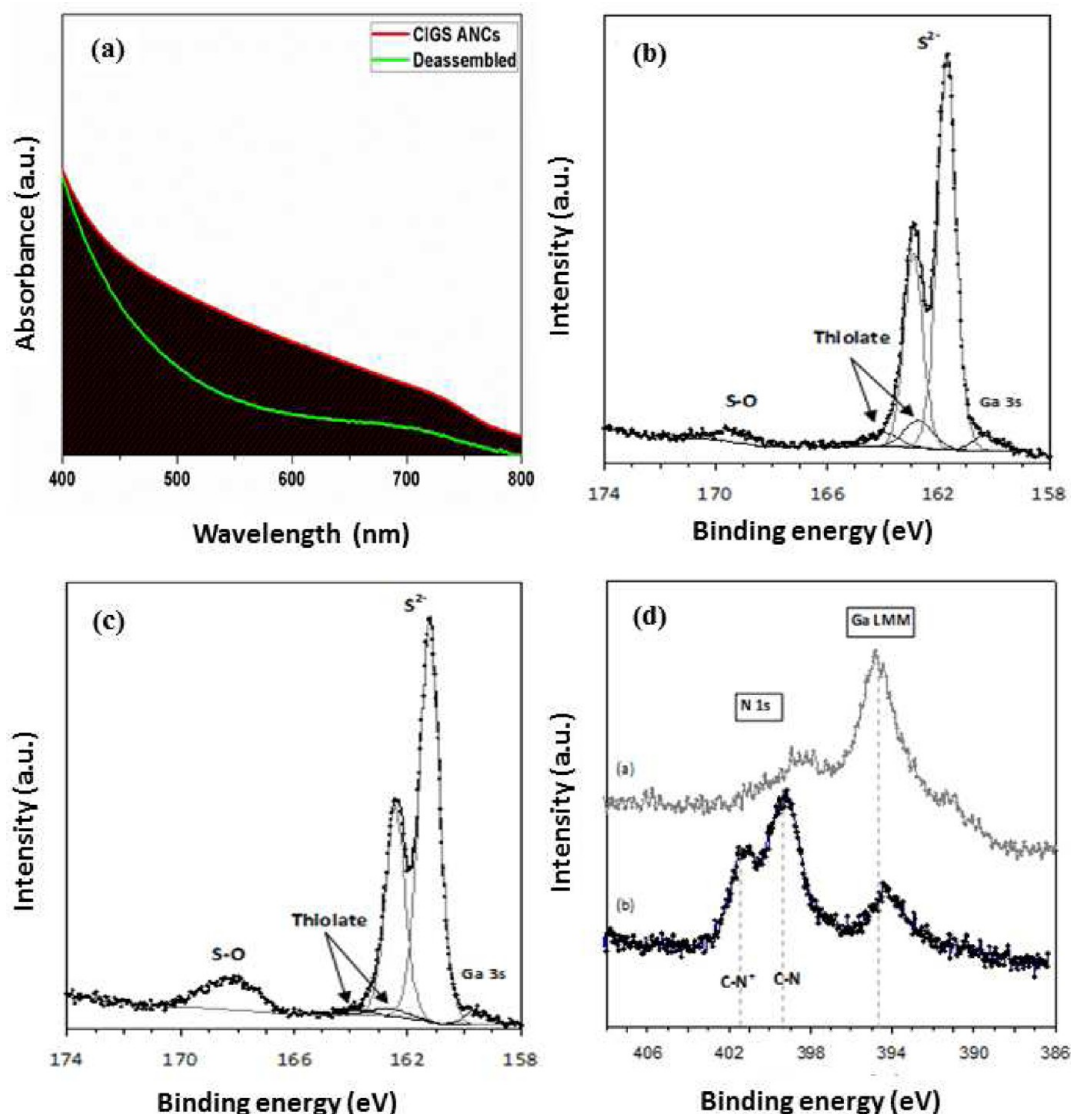 (a)
CIGS ANCs
Deassembled
Absorbance (a.u.)
400 500 600 700 800
Wavelength (nm)
(b)
S²⁻
Thiolate
S-O
Ga 3s
Intensity (a.u.)
174 170 166 162 158
Binding energy (eV)
(c)
S²⁻
Thiolate
S-O
Ga 3s
Intensity (a.u.)
174 170 166 162 158
Binding energy (eV)
(d)
Ga LMM
N 1s
(a)
(b)
C-N⁺
C-N
Intensity (a.u.)
406 402 398 394 390 386
Binding energy (eV)